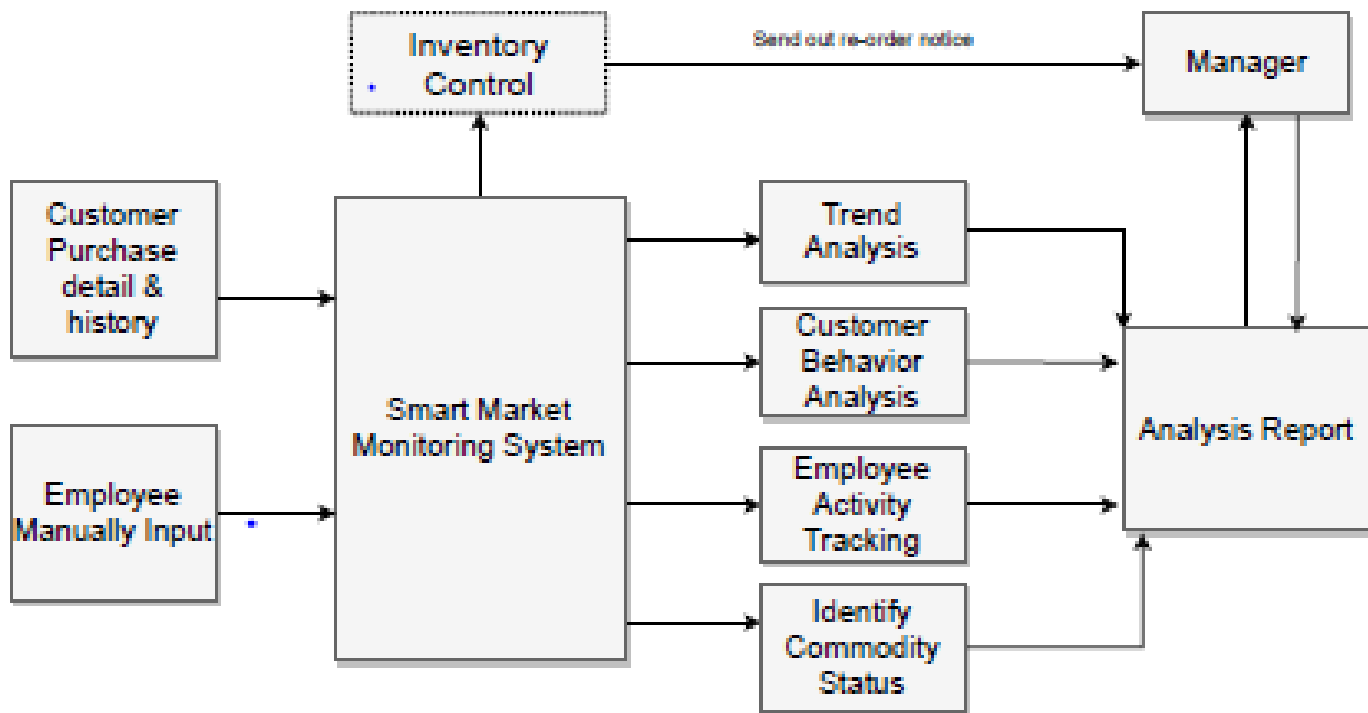 Inventory
Control
Send out re-order notice
Manager
Customer
Purchase
detail &
history
Trend
Analysis
Customer
Behavior
Analysis
Smart Market
Monitoring System
Analysis Report
Employee
Manually Input
Employee
Activity
Tracking
Identify
Commodity
Status